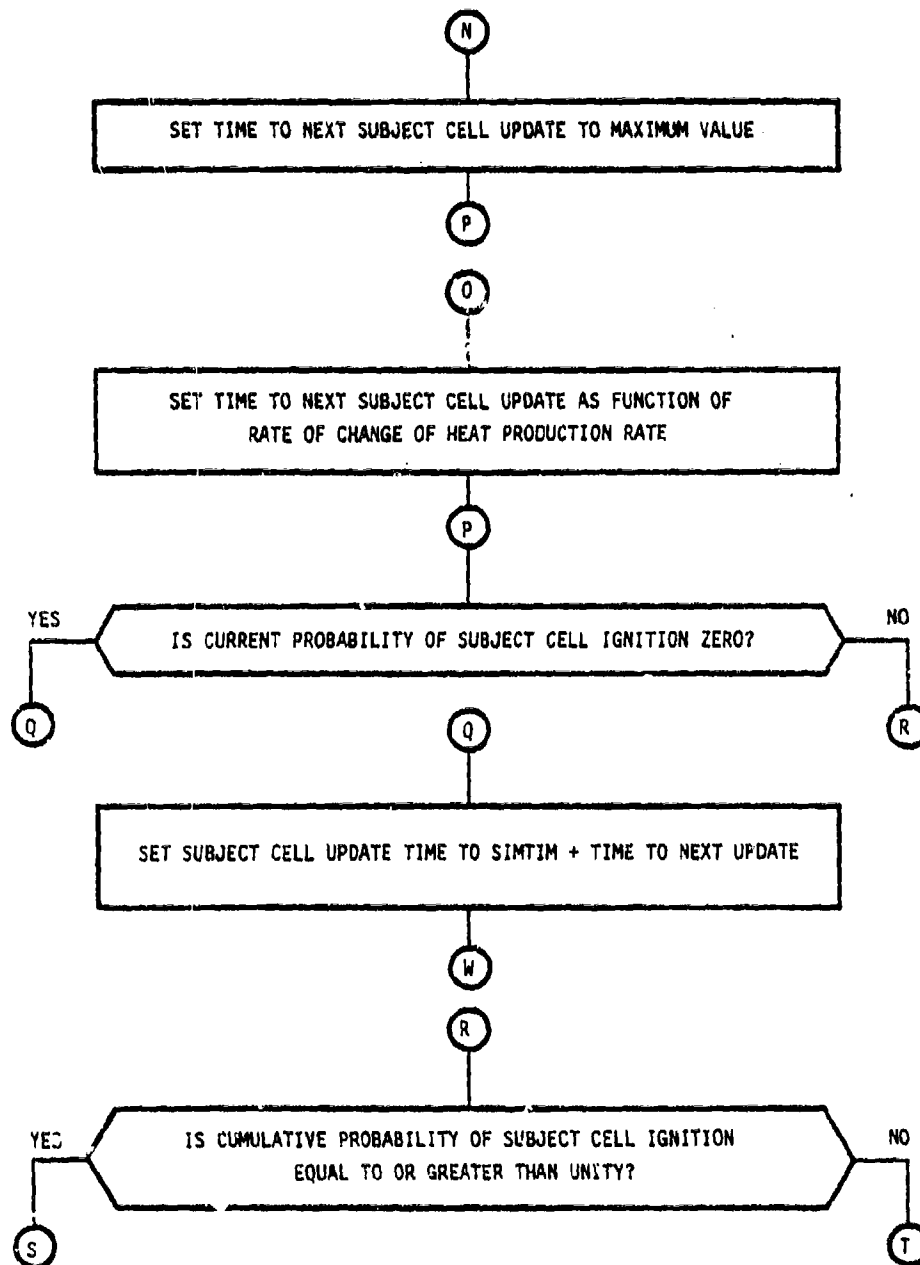 N
SET TIME TO NEXT SUBJECT CELL UPDATE TO MAXIMUM VALUE
P
O
SET TIME TO NEXT SUBJECT CELL UPDATE AS FUNCTION OF
RATE OF CHANGE OF HEAT PRODUCTION RATE
P
YES
IS CURRENT PROBABILITY OF SUBJECT CELL IGNITION ZERO?
NO
Q
R
Q
SET SUBJECT CELL UPDATE TIME TO SIMTIM + TIME TO NEXT UPDATE
W
R
YES
IS CUMULATIVE PROBABILITY OF SUBJECT CELL IGNITION
EQUAL TO OR GREATER THAN UNITY?
NO
S
T